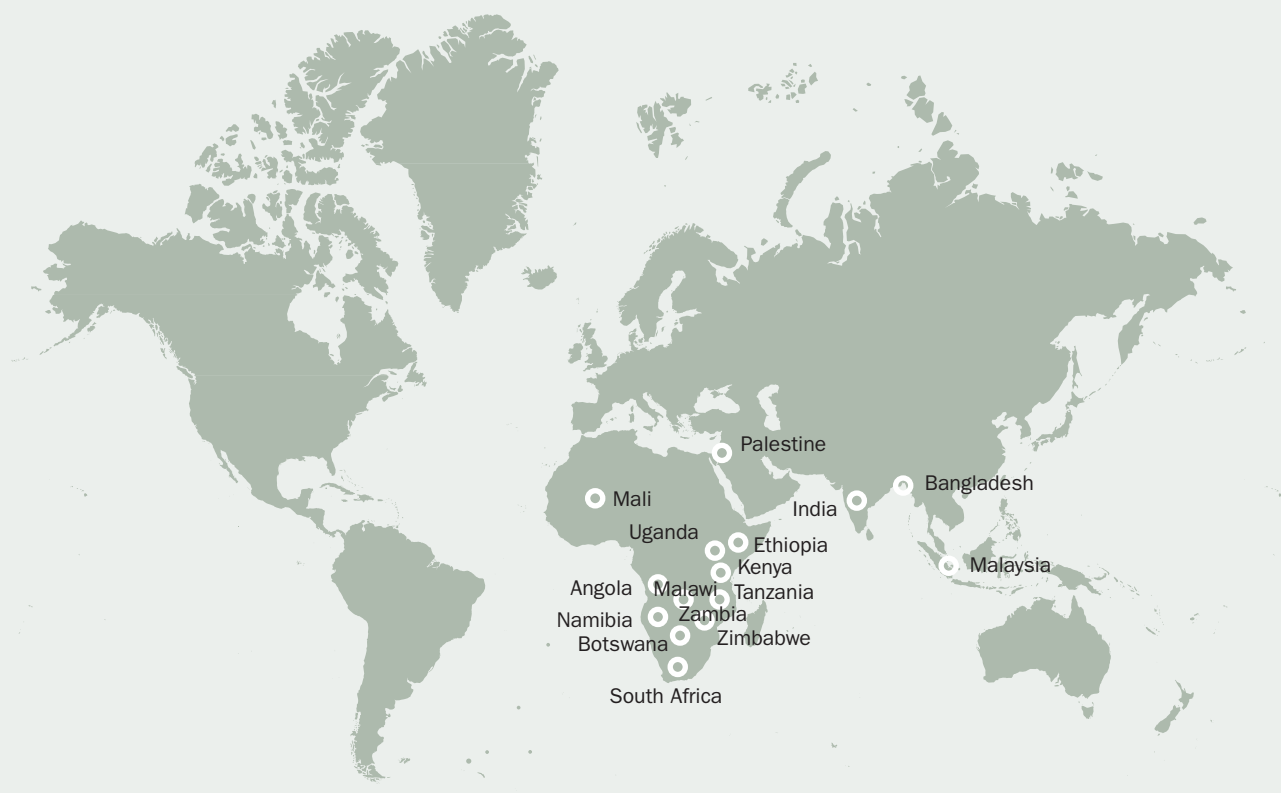 Palestine
Bangladesh
Mali
India
Uganda
Ethiopia
Kenya
Malaysia
Angola
Malawi
Tanzania
Zambia
Namibia
Zimbabwe
Botswana
South Africa